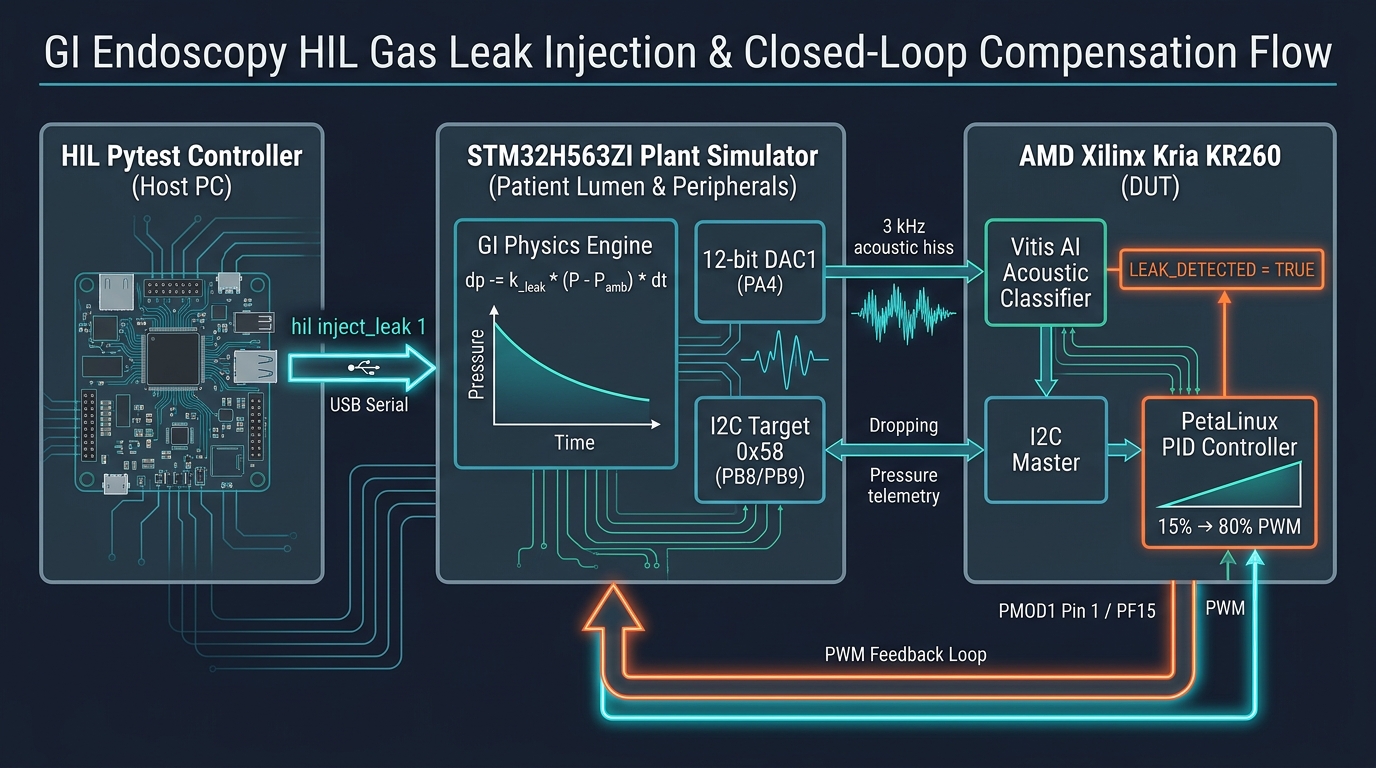 GI Endoscopy HIL Gas Leak Injection & Closed-Loop Compensation Flow
HIL Pytest Controller
(Host PC)
hil inject_leak 1
USB Serial
STM32H563ZI Plant Simulator
(Patient Lumen & Peripherals)
GI Physics Engine
dp -= k_leak * (P - Pamb) * dt
Pressure
Time
12-bit DAC1
(PA4)
I2C Target
0x58
(PB8/PB9)
3 kHz
acoustic hiss
Dropping
Pressure
telemetry
AMD Xilinx Kria KR260
(DUT)
Vitis AI
Acoustic
Classifier
LEAK_DETECTED = TRUE
I2C
Master
PetaLinux
PID Controller
15% → 80% PWM
PMOD1 Pin 1 / PF15
PWM
PWM Feedback Loop